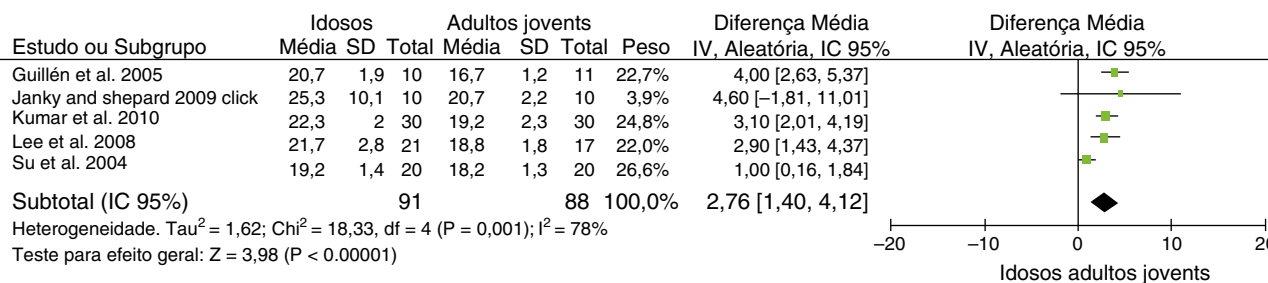 Idosos Adultos jovents Diferença Média Diferença Média
Estudo ou Subgrupo Média SD Total Média SD Total Peso IV, Aleatória, IC 95% IV, Aleatória, IC 95%
Guillén et al. 2005 20,7 1,9 10 16,7 1,2 11 22,7% 4,00 [2,63, 5,37]
Janky and shepard 2009 click 25,3 10,1 10 20,7 2,2 10 3,9% 4,60 [–1,81, 11,01]
Kumar et al. 2010 22,3 2 30 19,2 2,3 30 24,8% 3,10 [2,01, 4,19]
Lee et al. 2008 21,7 2,8 21 18,8 1,8 17 22,0% 2,90 [1,43, 4,37]
Su et al. 2004 19,2 1,4 20 18,2 1,3 20 26,6% 1,00 [0,16, 1,84]
Subtotal (IC 95%) 91 88 100,0% 2,76 [1,40, 4,12]
Heterogeneidade. Tau² = 1,62; Chi² = 18,33, df = 4 (P = 0,001); I² = 78%
Teste para efeito geral: Z = 3,98 (P < 0.00001)
–20 –10 0 10 20
Idosos adultos jovents